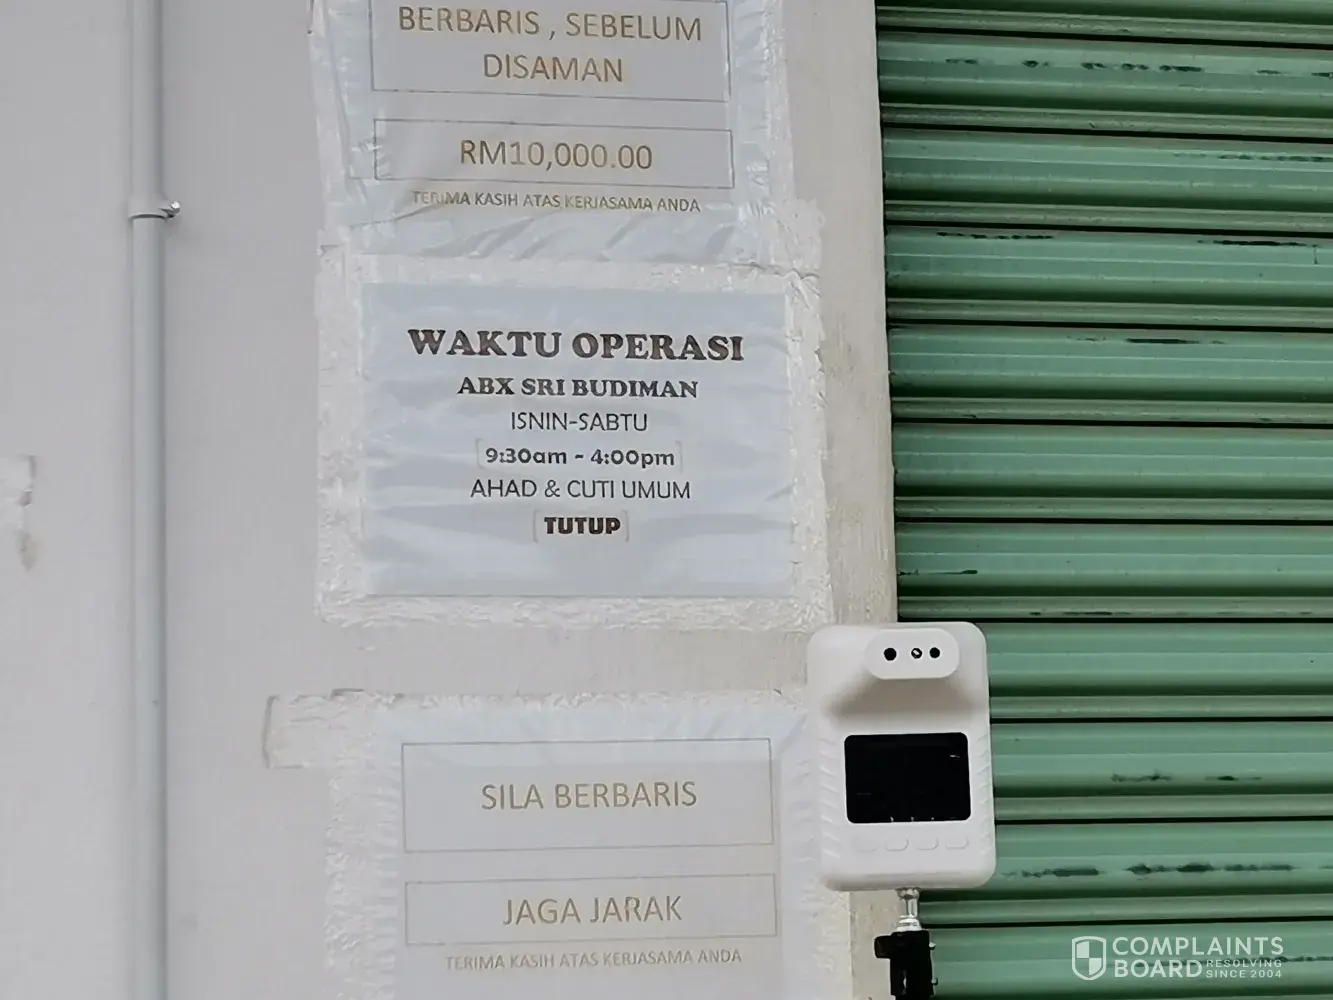 BERBARIS , SEBELUM
DISAMAN
RM10,000.00
TERIMA KASIH ATAS KERJASAMA ANDA
WAKTU OPERASI
ABX SRI BUDIMAN
ISNIN-SABTU
9:30am - 4:00pm
AHAD & CUTI UMUM
TUTUP
SILA BERBARIS
JAGA JARAK
TERIMA KASIH ATAS KERJASAMA ANDA
COMPLAINTS
BOARD RESOLVING
SINCE 2004